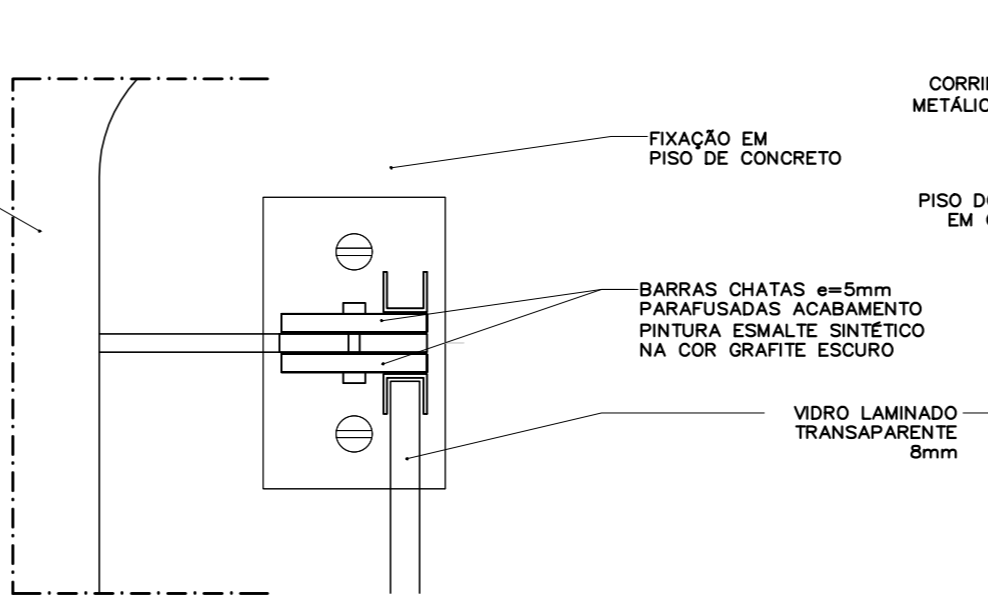 CORRI
METÁLIC
FIXAÇÃO EM
PISO DE CONCRETO
PISO DO
EM
BARRAS CHATAS e=5mm
PARAFUSADAS ACABAMENTO
PINTURA ESMALTE SINTÉTICO
NA COR GRAFITE ESCURO
VIDRO LAMINADO
TRANSAPARENTE
8mm